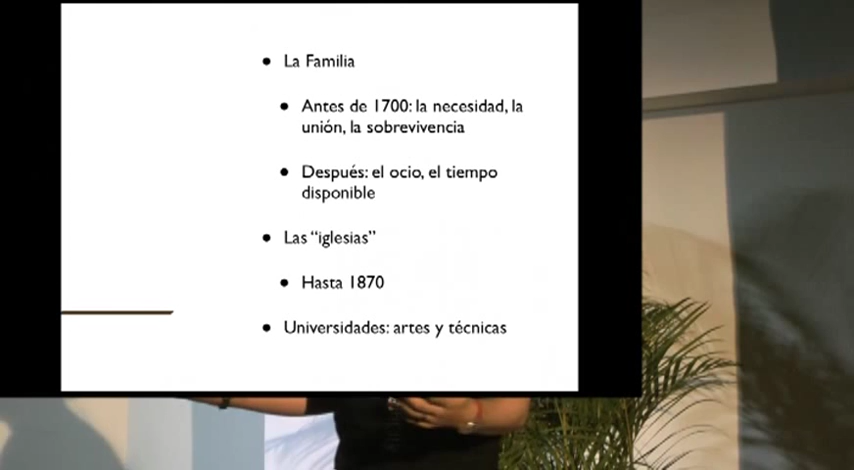 • La Familia
• Antes de 1700: la necesidad, la
unión, la sobrevivencia
• Después: el ocio, el tiempo
disponible
• Las “iglesias”
• Hasta 1870
• Universidades: artes y técnicas